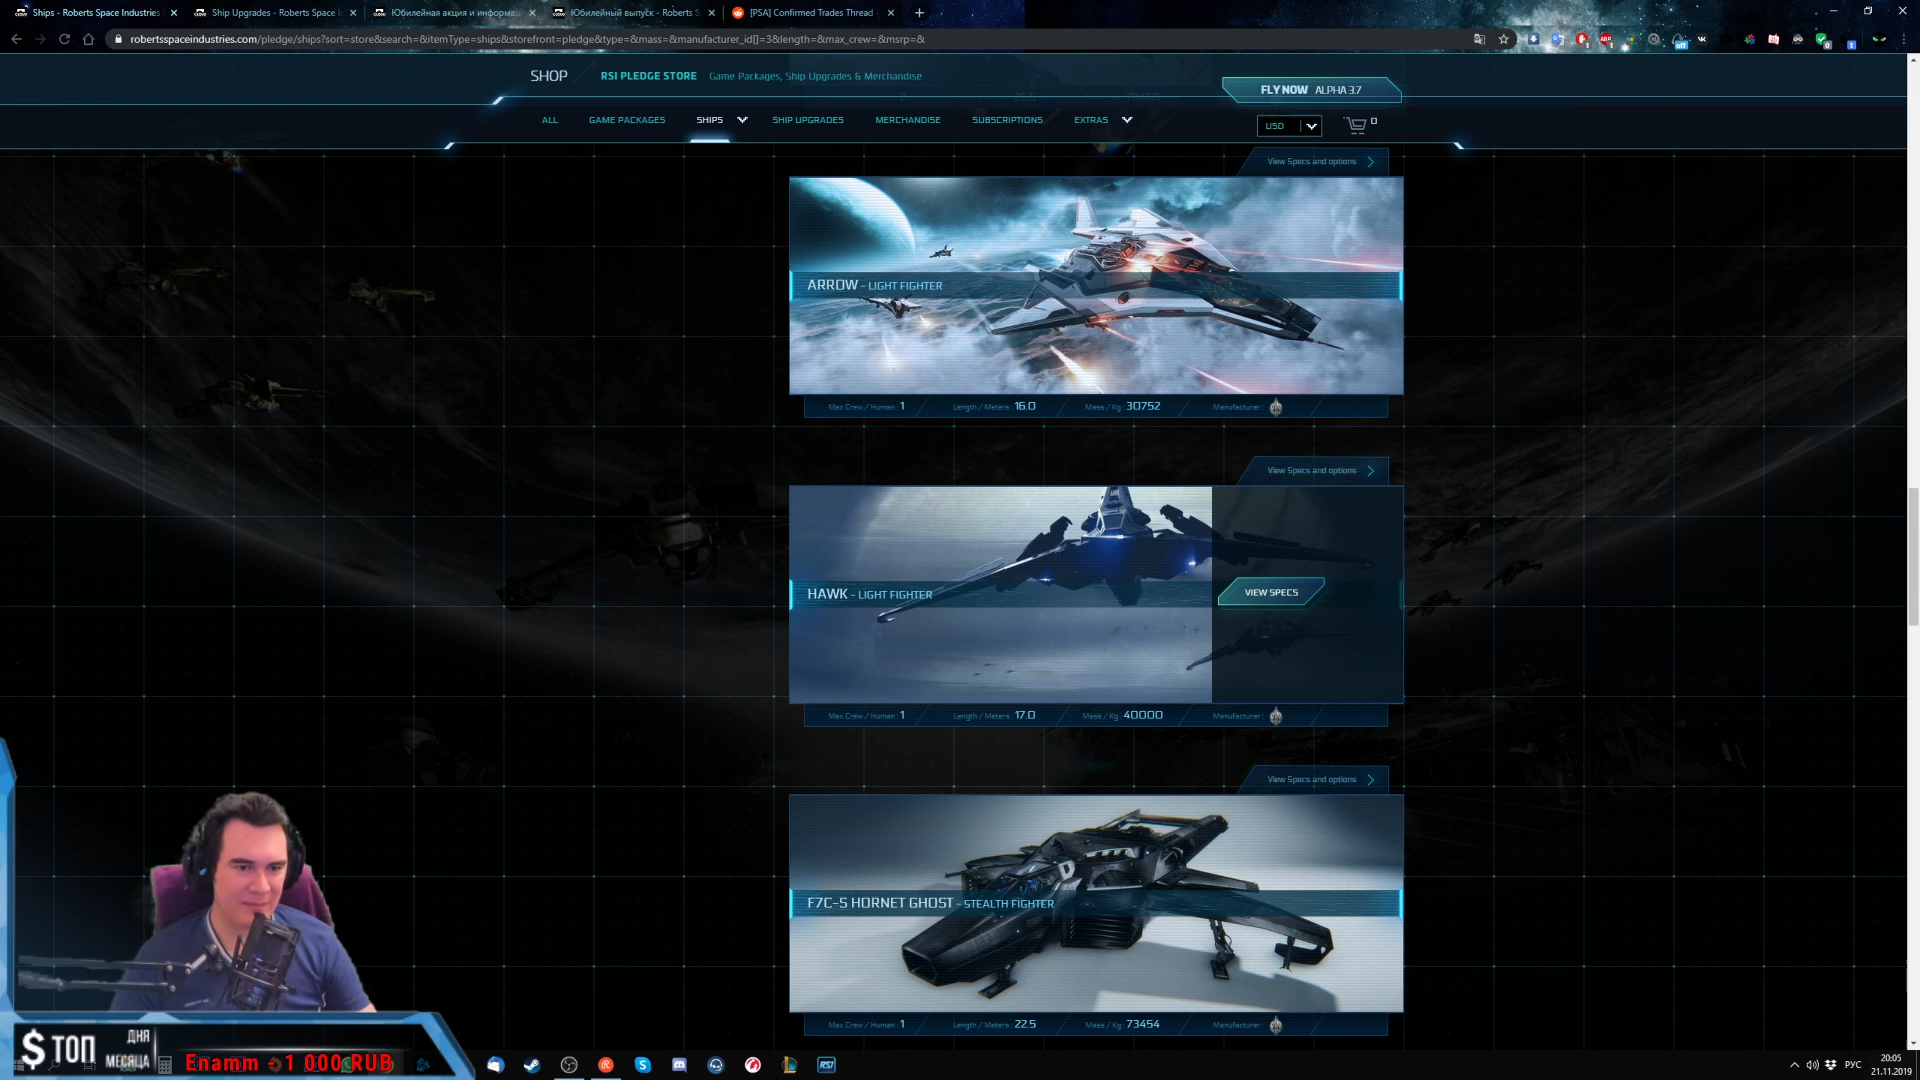 Ships - Roberts Space Industries
Ship Upgrades - Roberts Space I
Юбилейная акция и информац
Юбилейный выпуск - Roberts S
[PSA] Confirmed Trades Thread -
robertsspaceindustries.com/pledge/ships?sort=store&search=&itemType=ships&storefront=pledge&type=&mass=&manufacturer_id[]=3&length=&max_crew=&msrp=&
SHOP
RSI PLEDGE STORE
Game Packages, Ship Upgrades & Merchandise
FLY NOW ALPHA 3.7
ALL
GAME PACKAGES
SHIPS
SHIP UPGRADES
MERCHANDISE
SUBSCRIPTIONS
EXTRAS
USD
0
View Specs and options
ARROW - LIGHT FIGHTER
Max Crew / Human : 1
Length / Meters : 16.0
Mass / Kg : 30752
Manufacturer :
View Specs and options
HAWK - LIGHT FIGHTER
VIEW SPECS
Max Crew / Human : 1
Length / Meters : 17.0
Mass / Kg : 40000
Manufacturer :
View Specs and options
F7C-S HORNET GHOST - STEALTH FIGHTER
Max Crew / Human : 1
Length / Meters : 22.5
Mass / Kg : 73454
Manufacturer :
$ ТОП
ДНЯ
МЕСЯЦА
Enamm - 1 000 RUB
RSI
РУС
20:05
21.11.2019